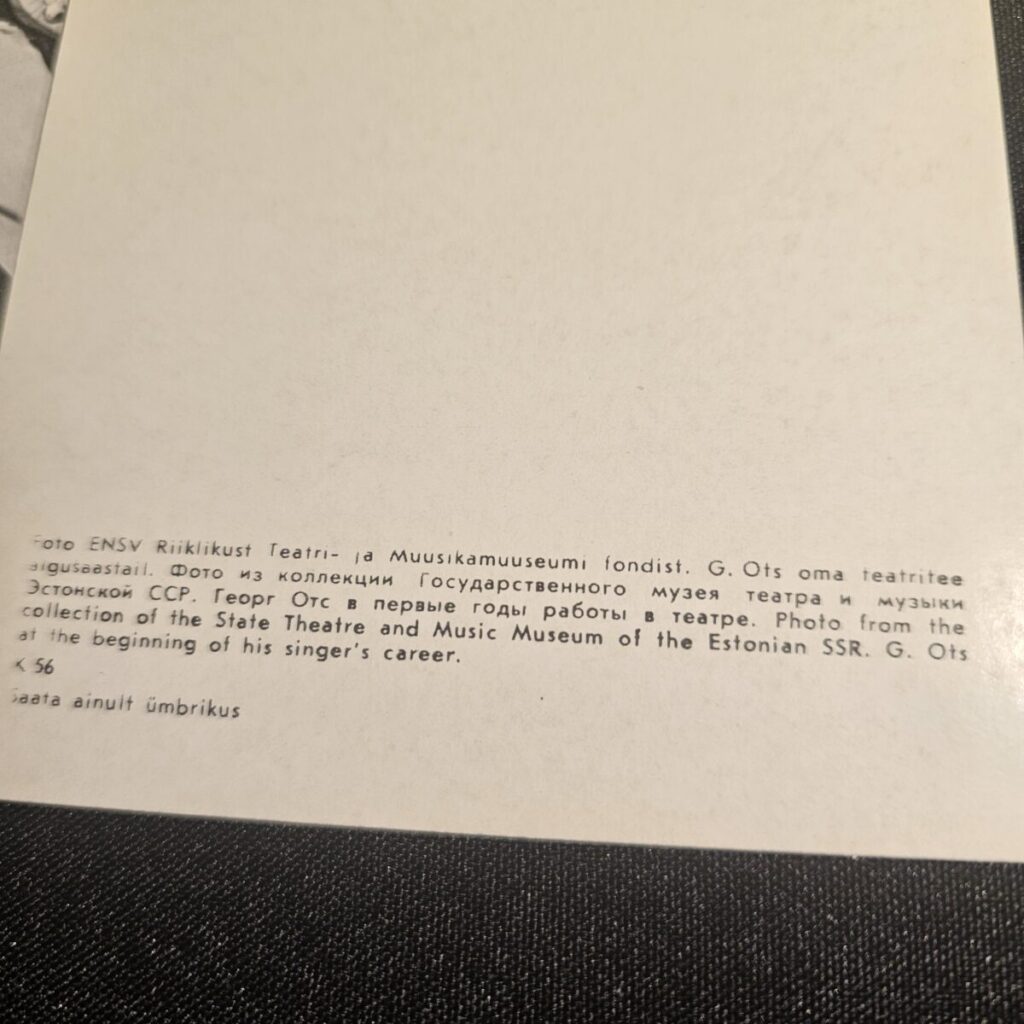 Foto ENSV Riiklikust Teatri- ja Muusikamuuseumi fondist. G. Ots oma teatritee
algusaastail. Фото из коллекции Государственного музея театра и музыки
Эстонской ССР. Георг Отс в первые годы работы в театре. Photo from the
collection of the State Theatre and Music Museum of the Estonian SSR. G. Ots
at the beginning of his singer's career.
K 56
Saata ainult ümbrikus